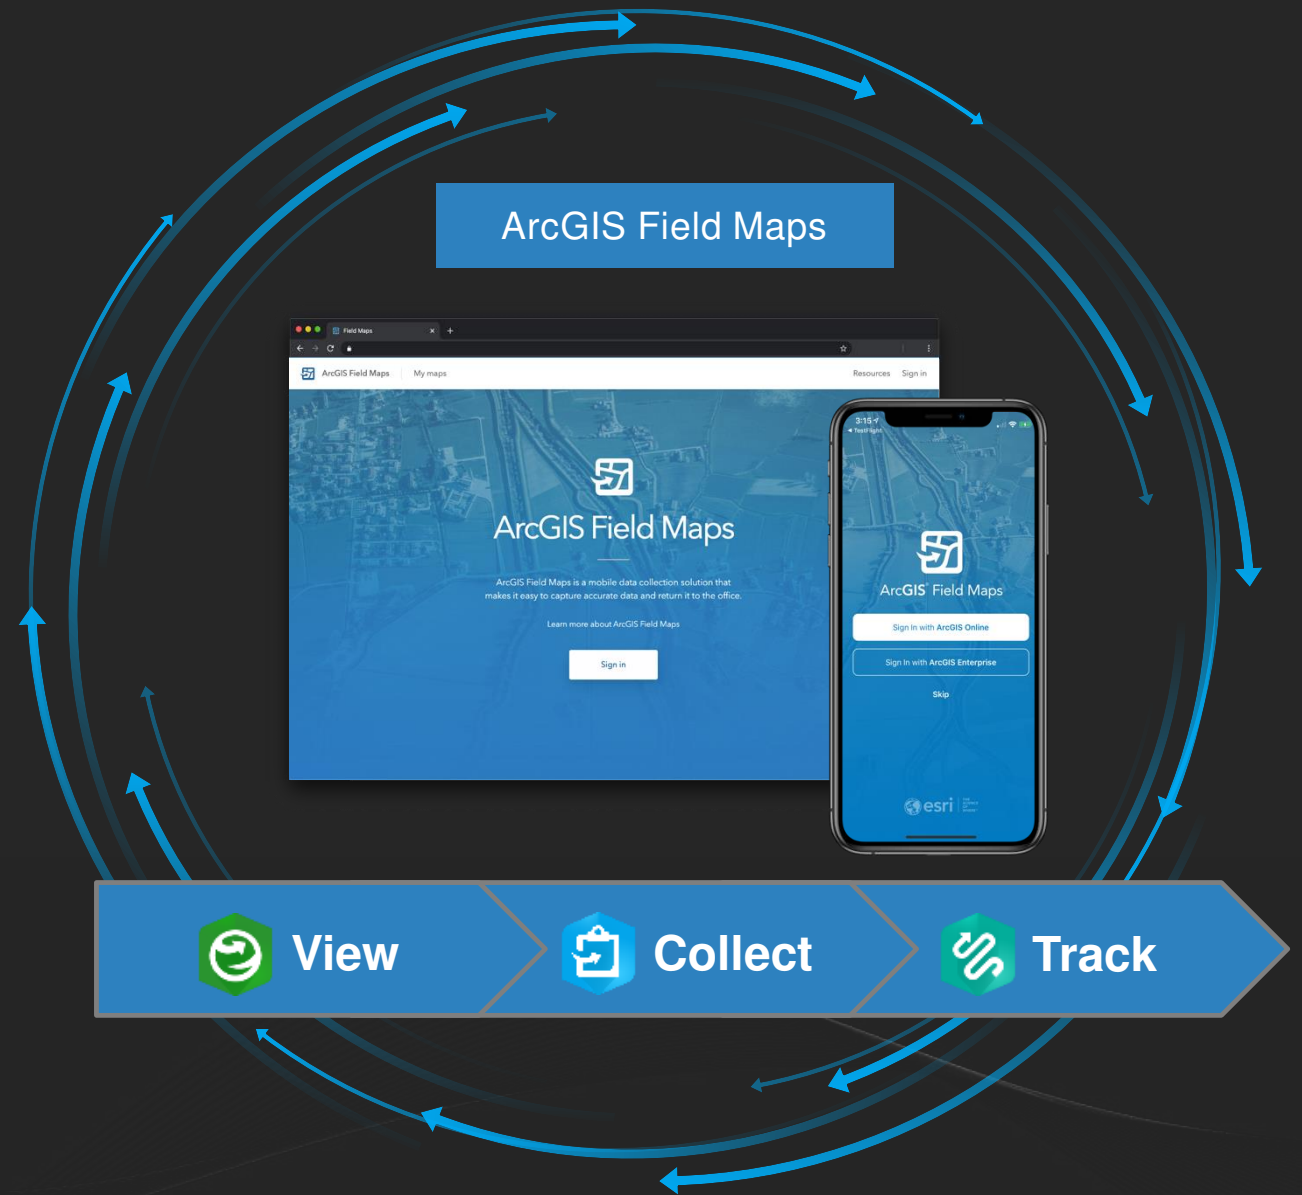 ArcGIS Field Maps
Field Maps
ArcGIS Field Maps
My maps
Resources
Sign in
ArcGIS Field Maps
ArcGIS Field Maps is a mobile data collection solution that
makes it easy to capture accurate data and return it to the office.
Learn more about ArcGIS Field Maps
Sign in
3:15
TestFlight
ArcGIS® Field Maps
Sign In with ArcGIS Online
Sign In with ArcGIS Enterprise
Skip
esri
View
Collect
Track